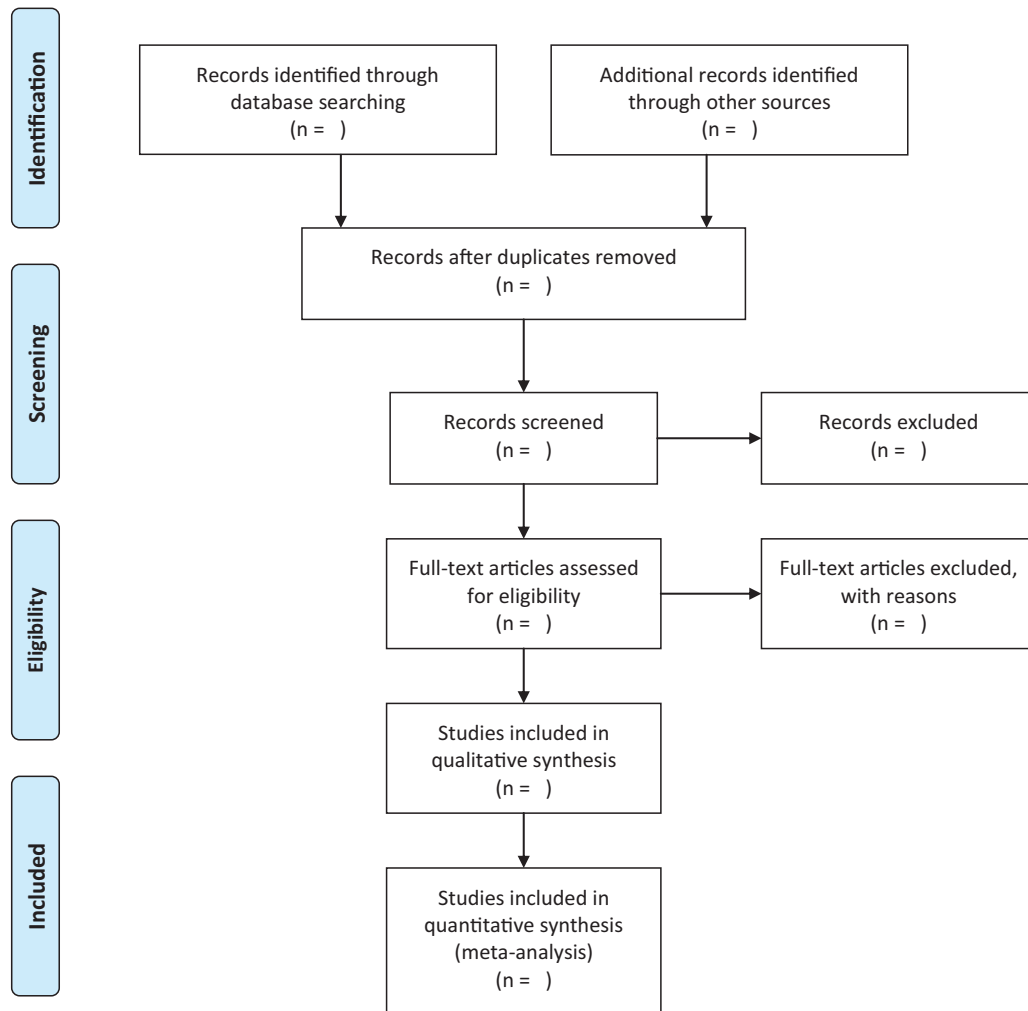 Identification
Records identified through
database searching
(n =   )
Additional records identified
through other sources
(n =   )
Records after duplicates removed
(n =   )
Screening
Records screened
(n =   )
Records excluded
(n =   )
Eligibility
Full-text articles assessed
for eligibility
(n =   )
Full-text articles excluded,
with reasons
(n =   )
Studies included in
qualitative synthesis
(n =   )
Included
Studies included in
quantitative synthesis
(meta-analysis)
(n =   )